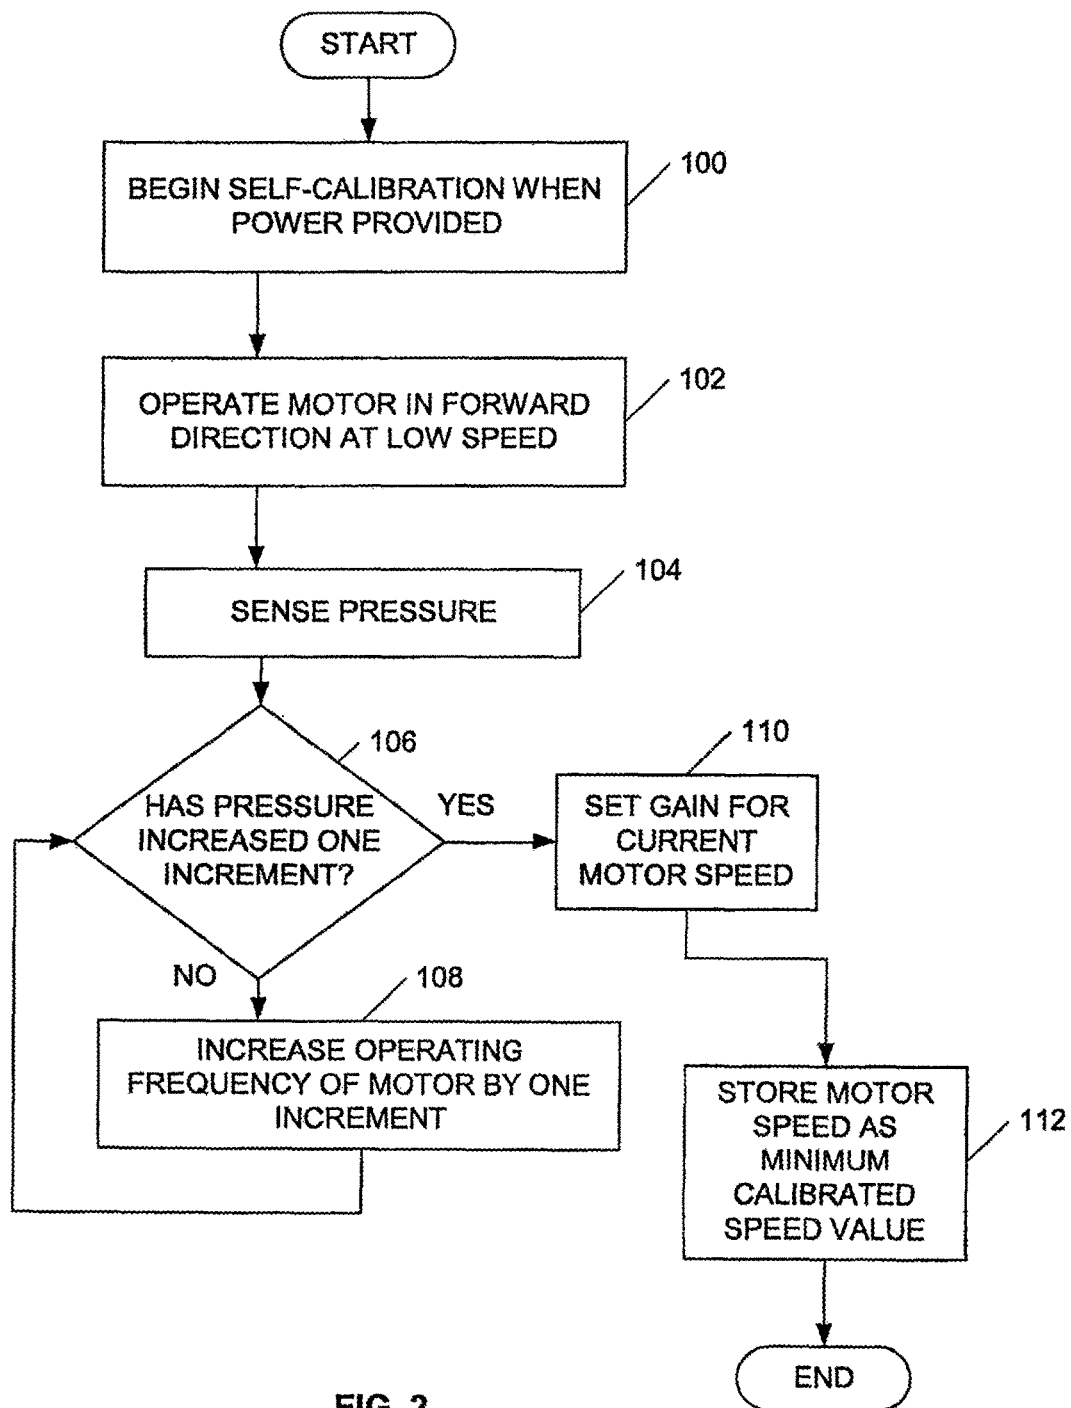 START
BEGIN SELF-CALIBRATION WHEN
POWER PROVIDED
100
OPERATE MOTOR IN FORWARD
DIRECTION AT LOW SPEED
102
SENSE PRESSURE
104
HAS PRESSURE
INCREASED ONE
INCREMENT?
106
YES
NO
SET GAIN FOR
CURRENT
MOTOR SPEED
110
INCREASE OPERATING
FREQUENCY OF MOTOR BY ONE
INCREMENT
108
STORE MOTOR
SPEED AS
MINIMUM
CALIBRATED
SPEED VALUE
112
END
FIG. 2